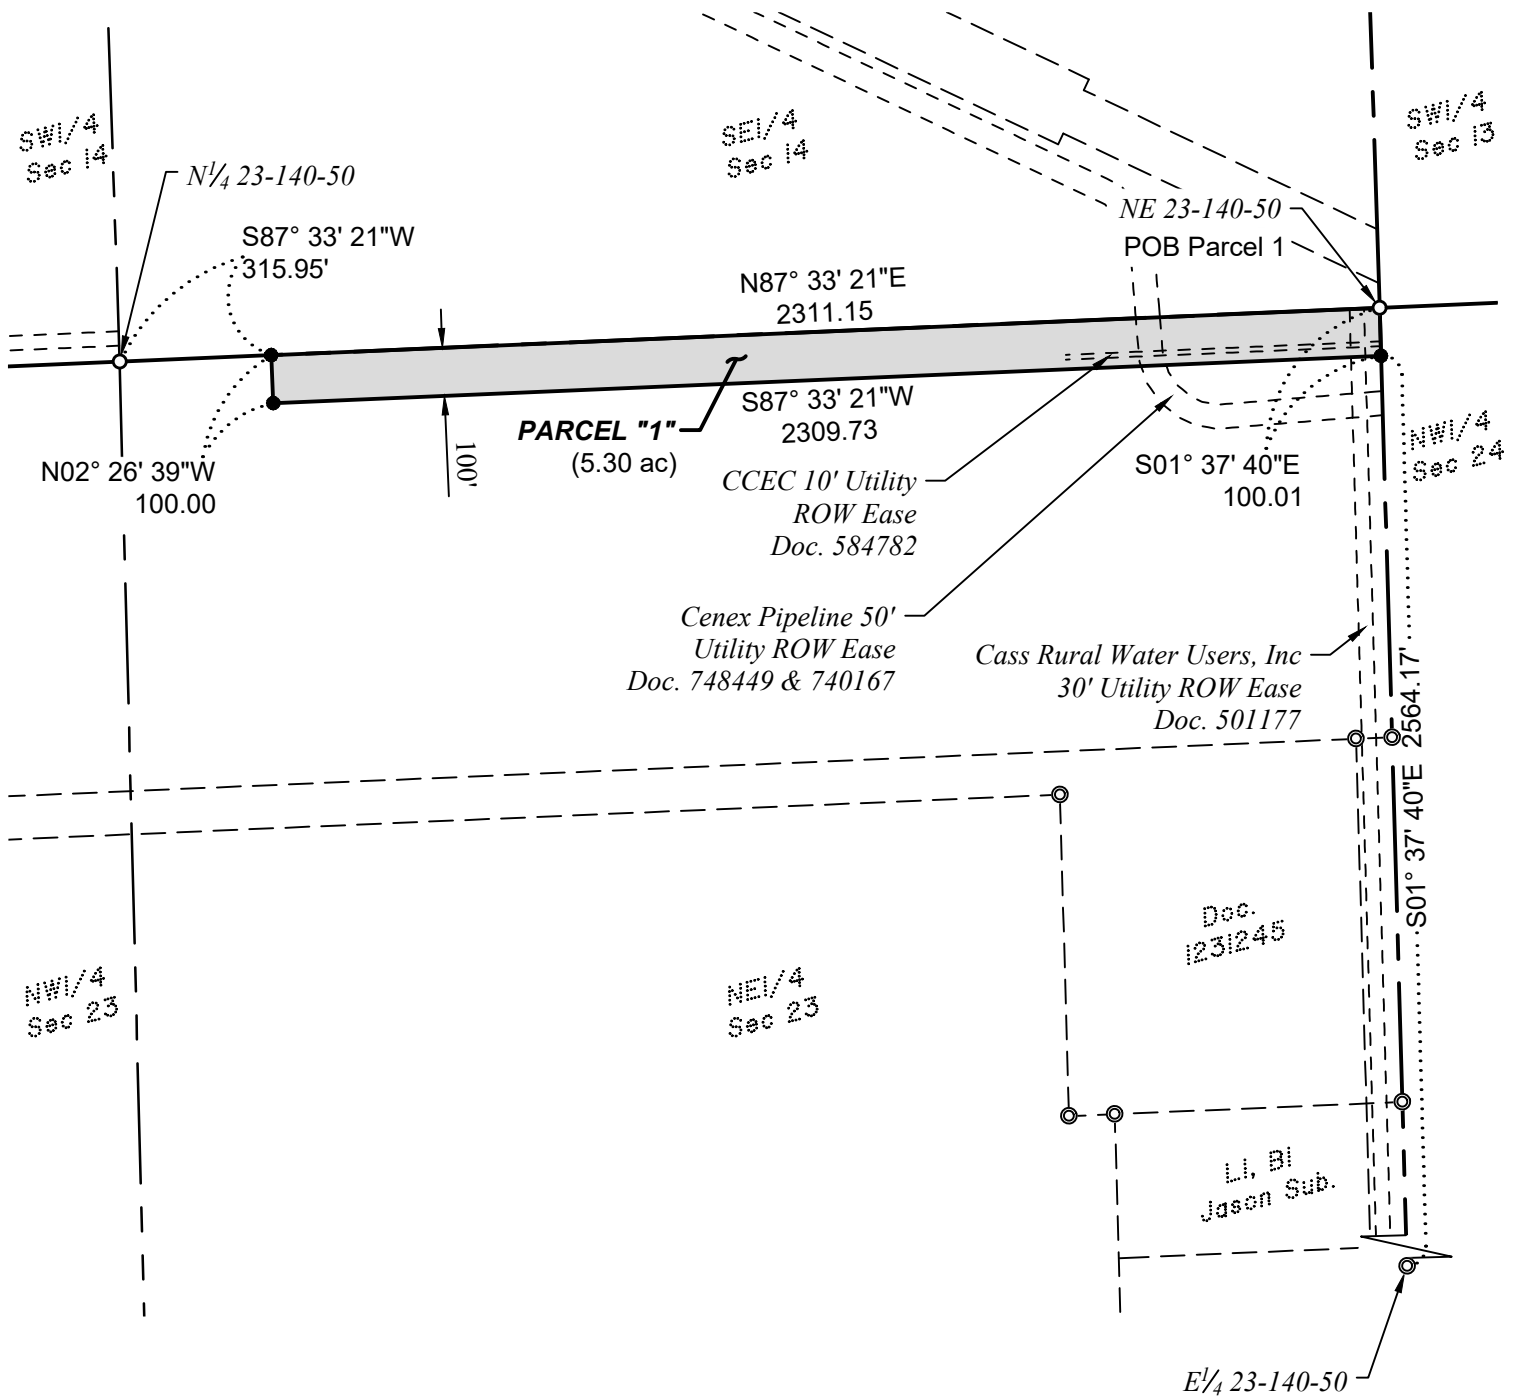 SW1/4
Sec 14
SE1/4
Sec 14
SW1/4
Sec 13
N¼ 23-140-50
NE 23-140-50
POB Parcel 1
S87° 33' 21"W
315.95'
N87° 33' 21"E
2311.15
PARCEL "1"
(5.30 ac)
S87° 33' 21"W
2309.73
100'
N02° 26' 39"W
100.00
S01° 37' 40"E
100.01
NW1/4
Sec 24
CCEC 10' Utility
ROW Ease
Doc. 584782
Cenex Pipeline 50'
Utility ROW Ease
Doc. 748449 & 740167
Cass Rural Water Users, Inc
30' Utility ROW Ease
Doc. 501177
S01° 37' 40"E 2564.17'
Doc.
1231245
NW1/4
Sec 23
NE1/4
Sec 23
L1, B1
Jason Sub.
E¼ 23-140-50